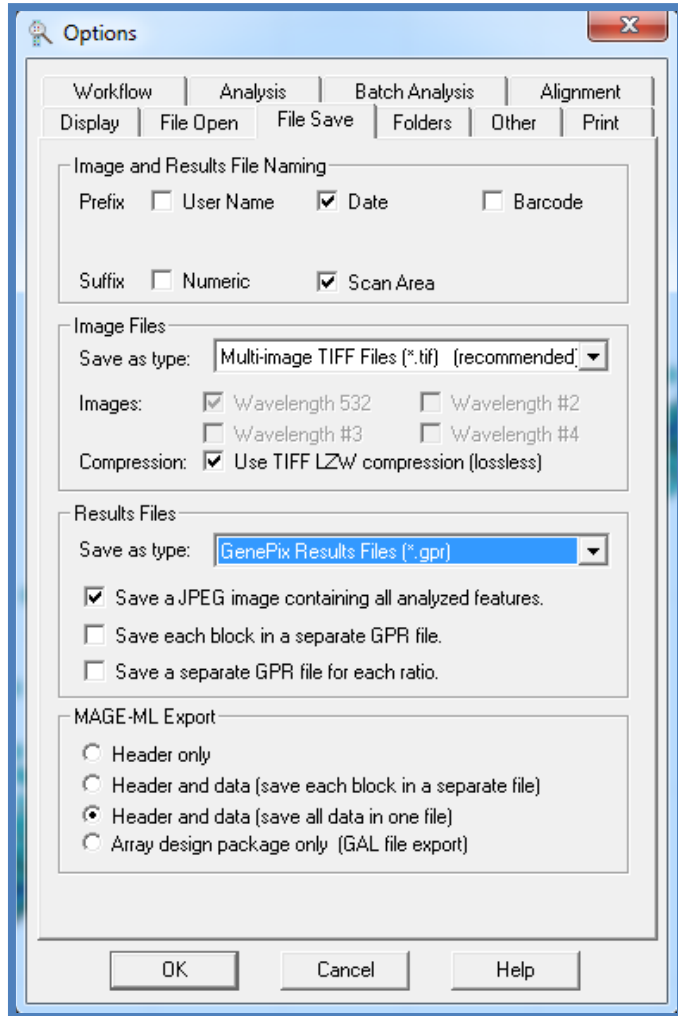 Options
Workflow Analysis Batch Analysis Alignment
Display File Open File Save Folders Other Print
Image and Results File Naming
Prefix User Name Date Barcode
Suffix Numeric Scan Area
Image Files
Save as type: Multi-image TIFF Files (*.tif) (recommended)
Images: Wavelength 532 Wavelength #2
Wavelength #3 Wavelength #4
Compression: Use TIFF LZW compression (lossless)
Results Files
Save as type: GenePix Results Files (*.gpr)
Save a JPEG image containing all analyzed features.
Save each block in a separate GPR file.
Save a separate GPR file for each ratio.
MAGE-ML Export
Header only
Header and data (save each block in a separate file)
Header and data (save all data in one file)
Array design package only (GAL file export)
OK Cancel Help